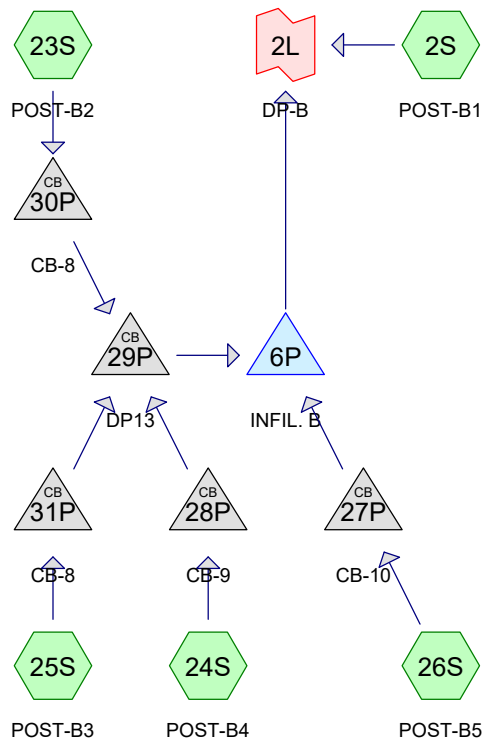 23S
2L
2S
POST-B2
DP-B
POST-B1
CB
30P
CB-8
CB
29P
6P
DP13
INFIL. B
CB
31P
CB
28P
CB
27P
CB-8
CB-9
CB-10
25S
24S
26S
POST-B3
POST-B4
POST-B5